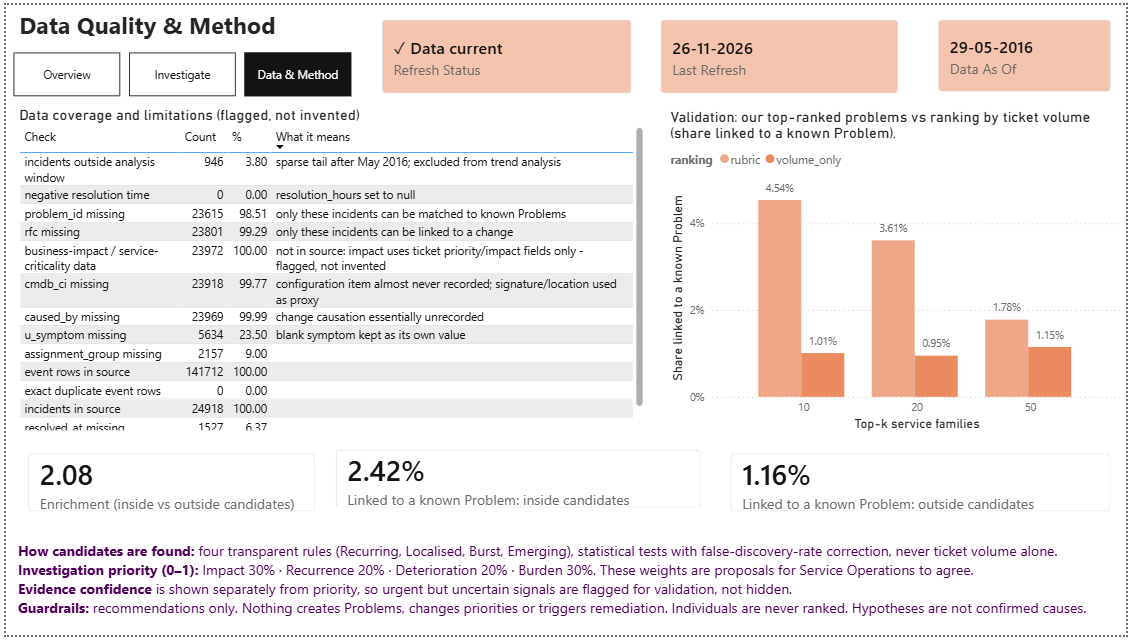 Data Quality & Method
Overview
Investigate
Data & Method
✓ Data current
Refresh Status
26-11-2026
Last Refresh
29-05-2016
Data As Of
Data coverage and limitations (flagged, not invented)
Check Count % What it means
incidents outside analysis window 946 3.80 sparse tail after May 2016; excluded from trend analysis
negative resolution time 0 0.00 resolution_hours set to null
problem_id missing 23615 98.51 only these incidents can be matched to known Problems
rfc missing 23801 99.29 only these incidents can be linked to a change
business-impact / service-criticality data 23972 100.00 not in source: impact uses ticket priority/impact fields only - flagged, not invented
cmdb_ci missing 23918 99.77 configuration item almost never recorded; signature/location used as proxy
caused_by missing 23969 99.99 change causation essentially unrecorded
u_symptom missing 5634 23.50 blank symptom kept as its own value
assignment_group missing 2157 9.00
event rows in source 141712 100.00
exact duplicate event rows 0 0.00
incidents in source 24918 100.00
resolved_at missing 1527 6.37
Validation: our top-ranked problems vs ranking by ticket volume
(share linked to a known Problem).
ranking rubric volume_only
Share linked to a known Problem
4%
2%
0%
4.54%
1.01%
3.61%
0.95%
1.78%
1.15%
10 20 50
Top-k service families
2.08
Enrichment (inside vs outside candidates)
2.42%
Linked to a known Problem: inside candidates
1.16%
Linked to a known Problem: outside candidates
How candidates are found: four transparent rules (Recurring, Localised, Burst, Emerging), statistical tests with false-discovery-rate correction, never ticket volume alone.
Investigation priority (0–1): Impact 30% · Recurrence 20% · Deterioration 20% · Burden 30%. These weights are proposals for Service Operations to agree.
Evidence confidence is shown separately from priority, so urgent but uncertain signals are flagged for validation, not hidden.
Guardrails: recommendations only. Nothing creates Problems, changes priorities or triggers remediation. Individuals are never ranked. Hypotheses are not confirmed causes.